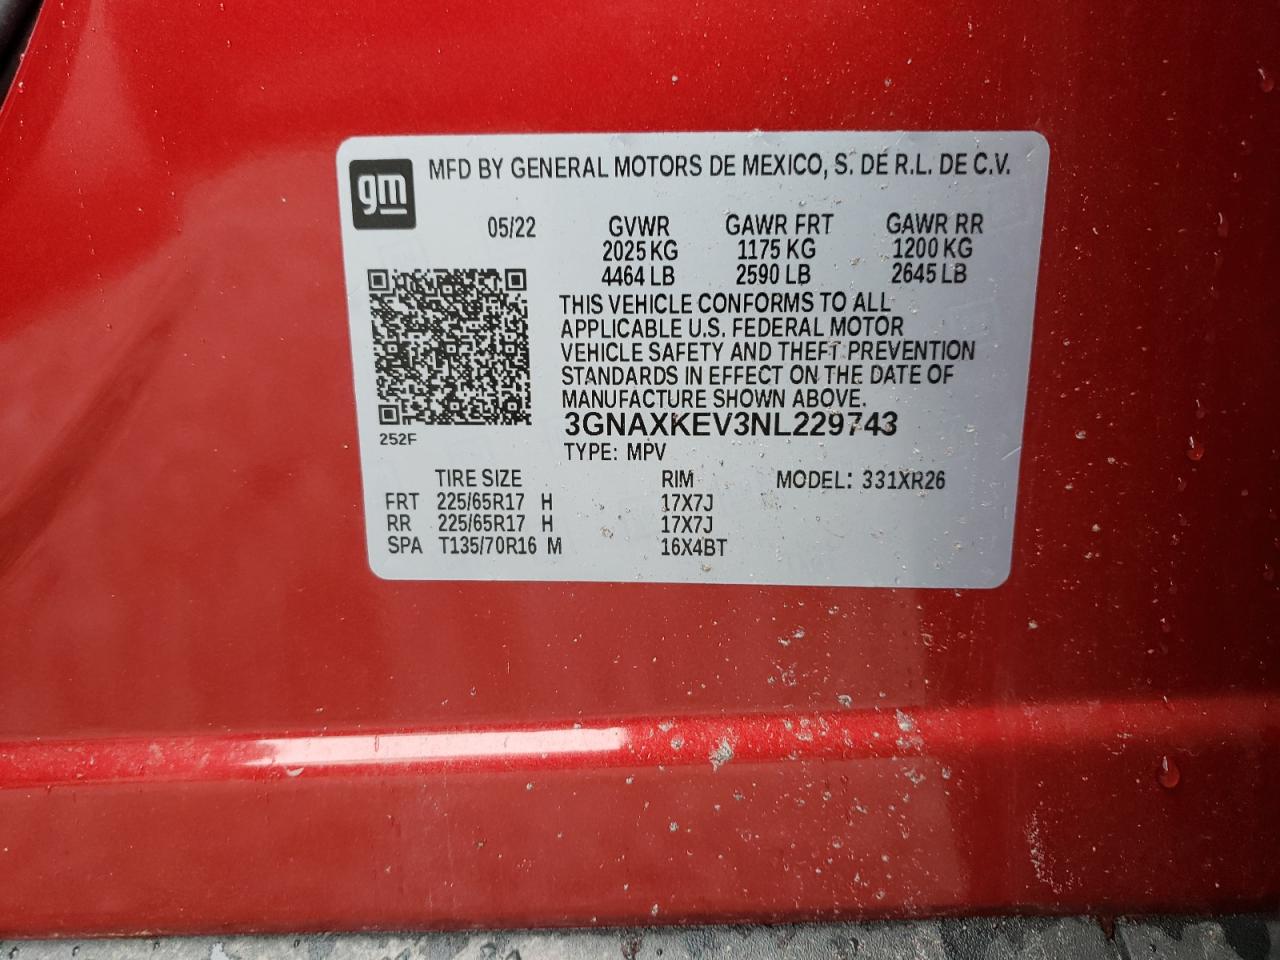 gm
MFD BY GENERAL MOTORS DE MEXICO, S. DE R.L. DE C.V.
05/22 GVWR GAWR FRT GAWR RR
2025 KG 1175 KG 1200 KG
4464 LB 2590 LB 2645 LB
THIS VEHICLE CONFORMS TO ALL
APPLICABLE U.S. FEDERAL MOTOR
VEHICLE SAFETY AND THEFT PREVENTION
STANDARDS IN EFFECT ON THE DATE OF
MANUFACTURE SHOWN ABOVE.
3GNAXKEV3NL229743
252F
TYPE: MPV
TIRE SIZE RIM MODEL: 331XR26
FRT 225/65R17 H 17X7J
RR 225/65R17 H 17X7J
SPA T135/70R16 M 16X4BT